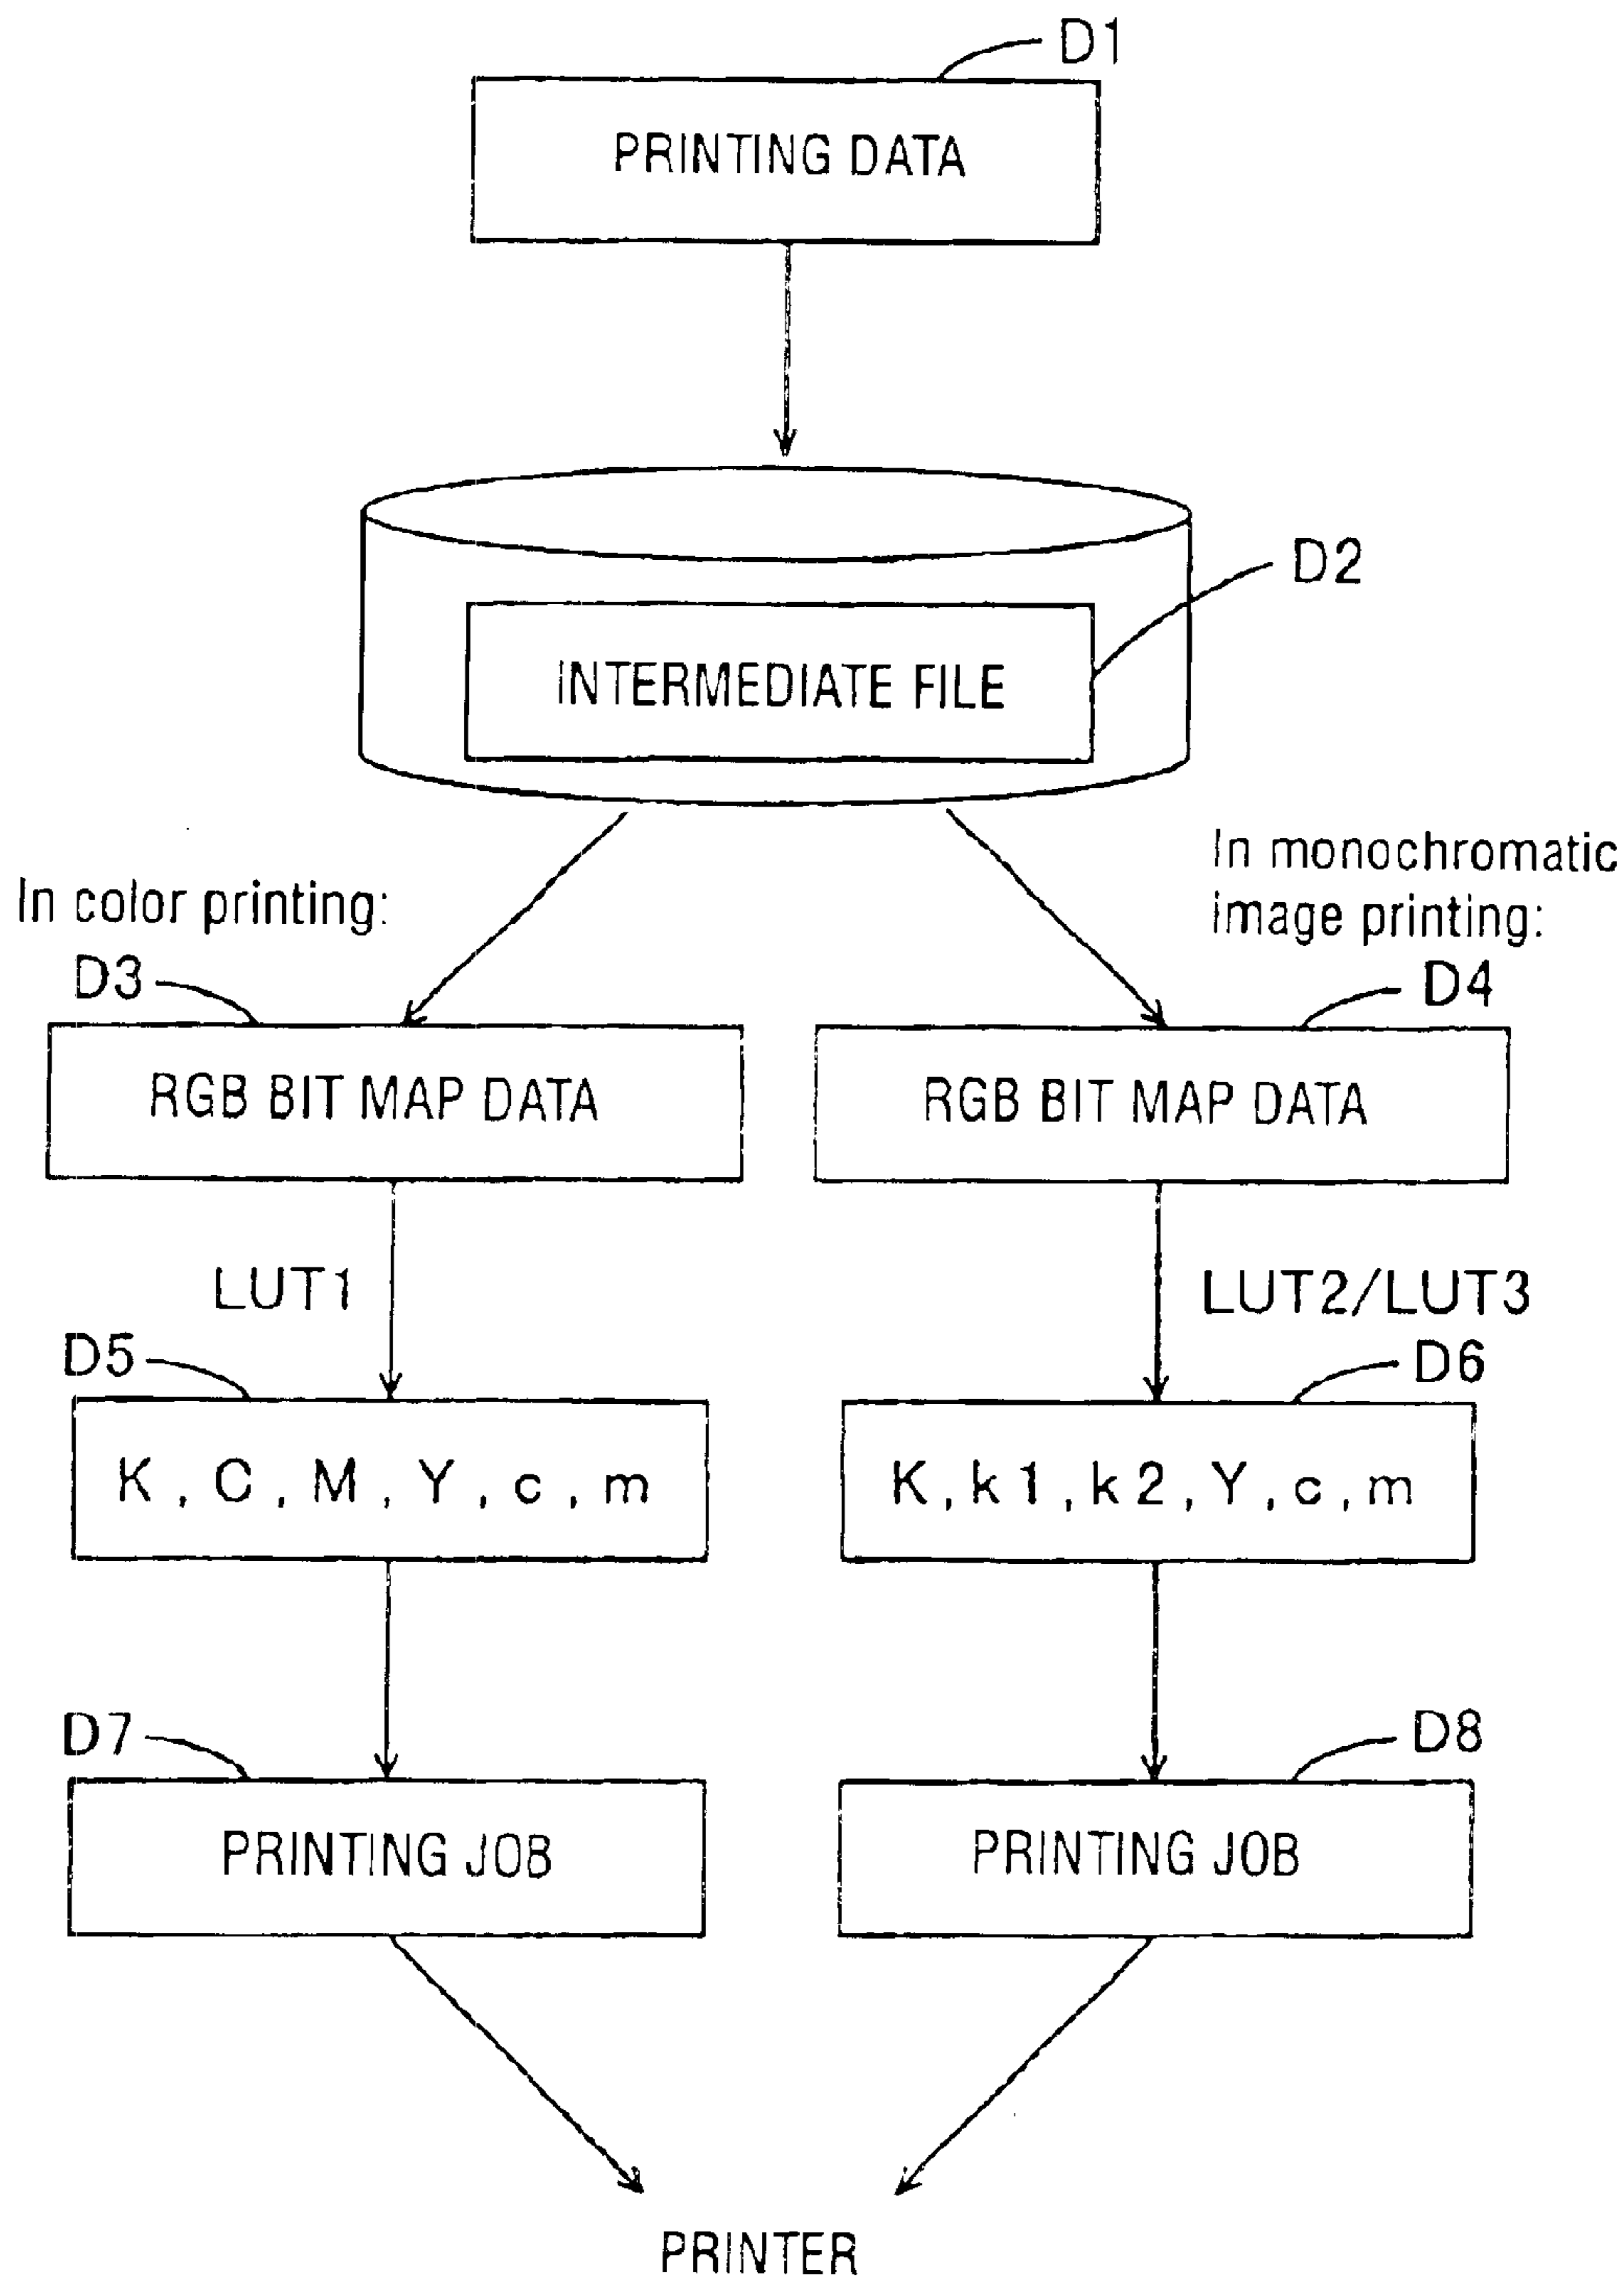 D1
PRINTING DATA
D2
INTERMEDIATE FILE
In color printing:
In monochromatic
image printing:
D3
D4
RGB BIT MAP DATA
RGB BIT MAP DATA
LUT1
LUT2/LUT3
D5
D6
K, C, M, Y, c, m
K, k1, k2, Y, c, m
D7
D8
PRINTING JOB
PRINTING JOB
PRINTER